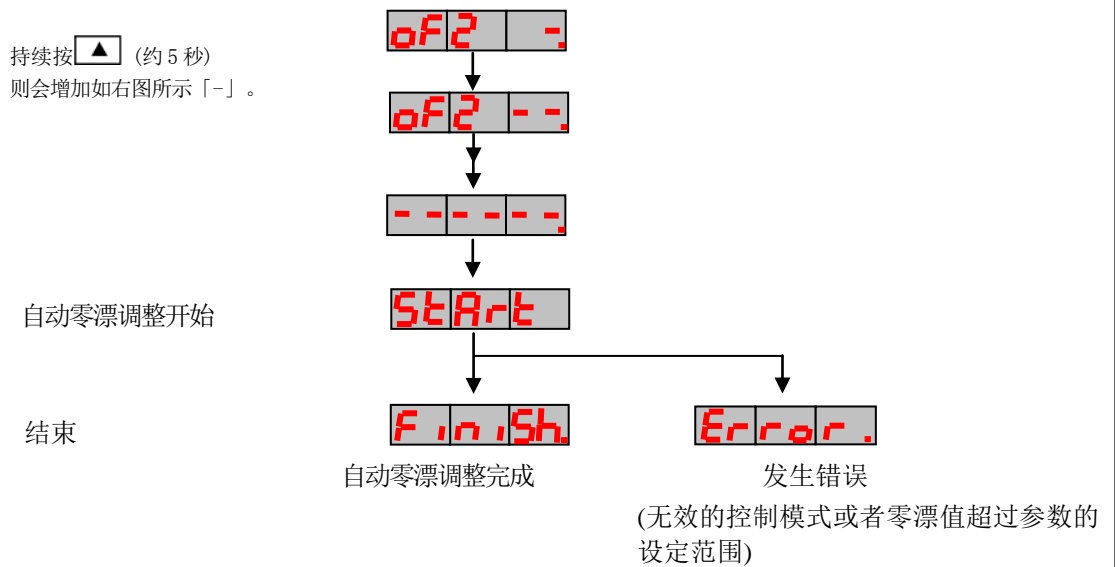 oF2 -.
持续按▲ (约5秒)
则会增加如右图所示「-」。
oF2 --.
------.
自动零漂调整开始
StArt
结束
FiniSh.
Error.
自动零漂调整完成
发生错误
(无效的控制模式或者零漂值超过参数的
设定范围)